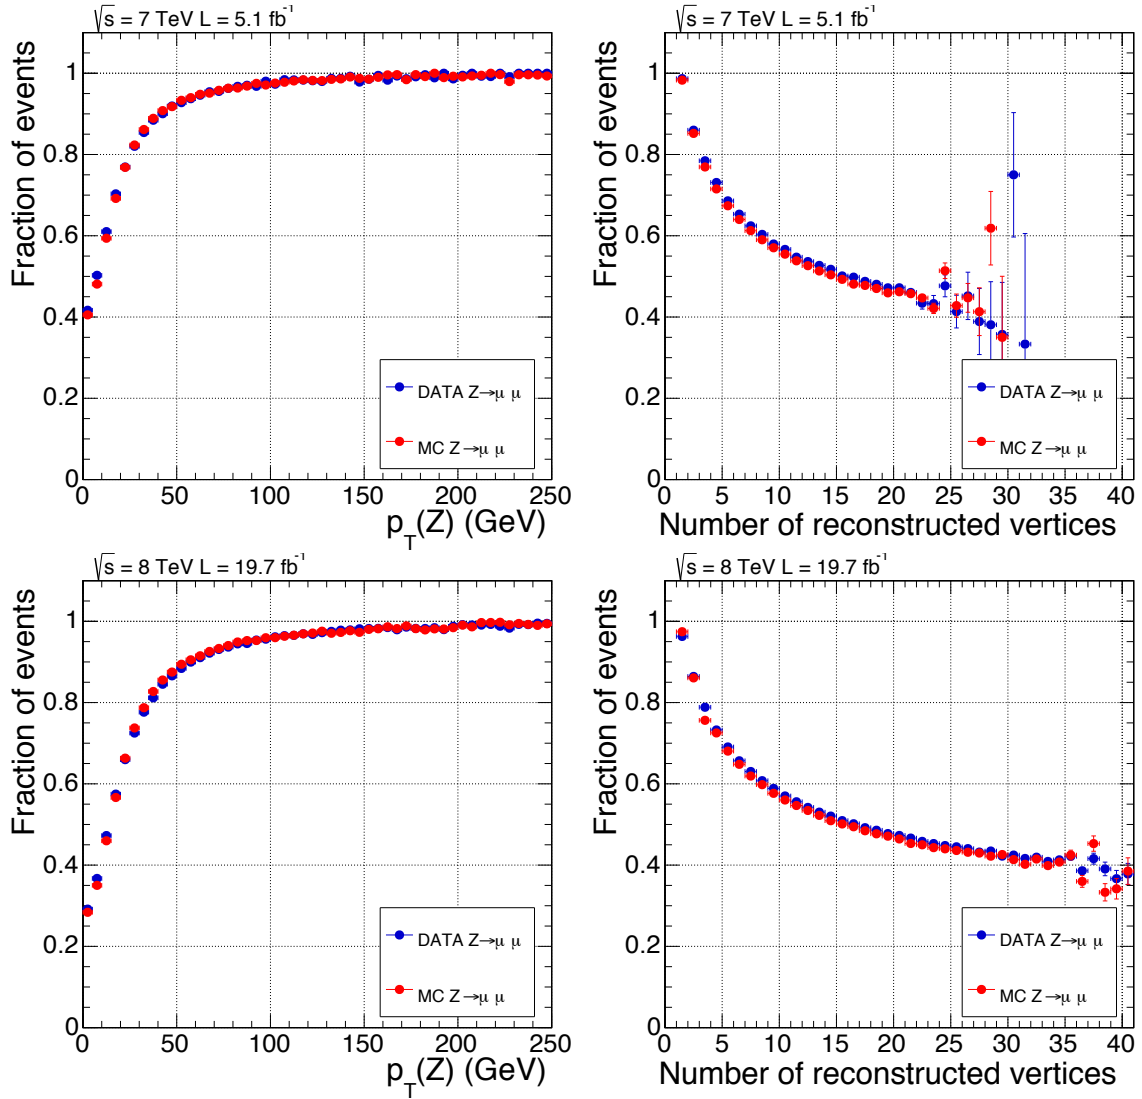 √s = 7 TeV L = 5.1 fb⁻¹
Fraction of events
1
0.8
0.6
0.4
0.2
0
DATA Z→μ μ
MC Z→μ μ
0 50 100 150 200 250
p_T(Z) (GeV)
√s = 7 TeV L = 5.1 fb⁻¹
Fraction of events
1
0.8
0.6
0.4
0.2
0
DATA Z→μ μ
MC Z→μ μ
0 5 10 15 20 25 30 35 40
Number of reconstructed vertices
√s = 8 TeV L = 19.7 fb⁻¹
Fraction of events
1
0.8
0.6
0.4
0.2
0
DATA Z→μ μ
MC Z→μ μ
0 50 100 150 200 250
p_T(Z) (GeV)
√s = 8 TeV L = 19.7 fb⁻¹
Fraction of events
1
0.8
0.6
0.4
0.2
0
DATA Z→μ μ
MC Z→μ μ
0 5 10 15 20 25 30 35 40
Number of reconstructed vertices